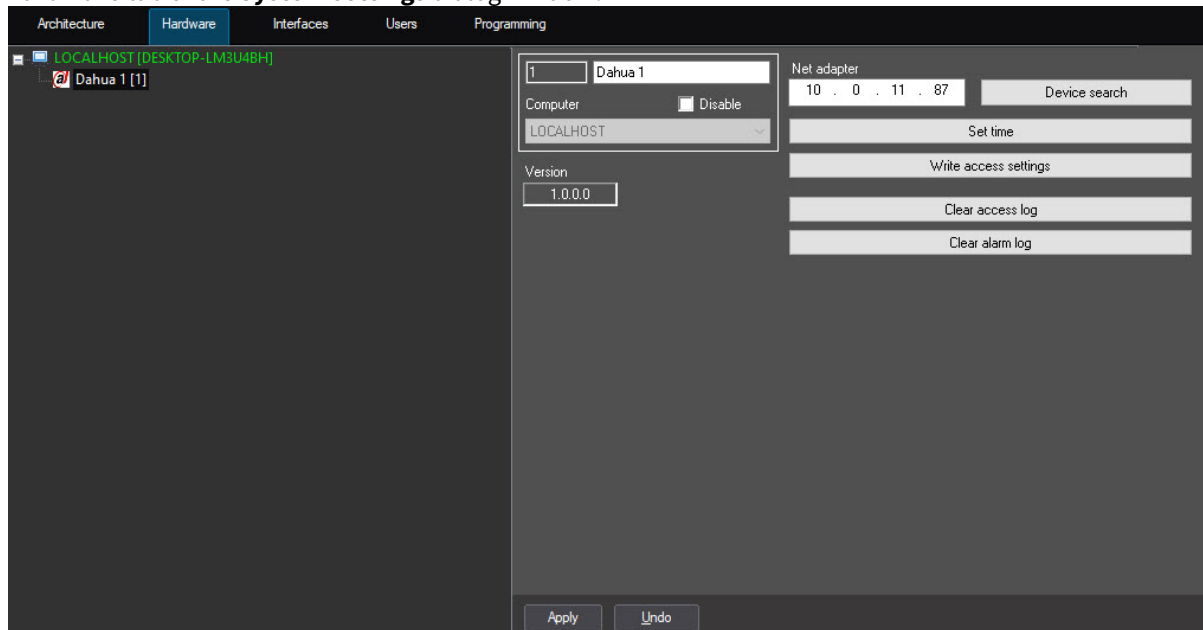 Architecture Hardware Interfaces Users Programming
LOCALHOST [DESKTOP-LM3U4BH]
Dahua 1 [1]
1 Dahua 1
Computer Disable
LOCALHOST
Version
1.0.0.0
Net adapter
10 . 0 . 11 . 87 Device search
Set time
Write access settings
Clear access log
Clear alarm log
Apply Undo